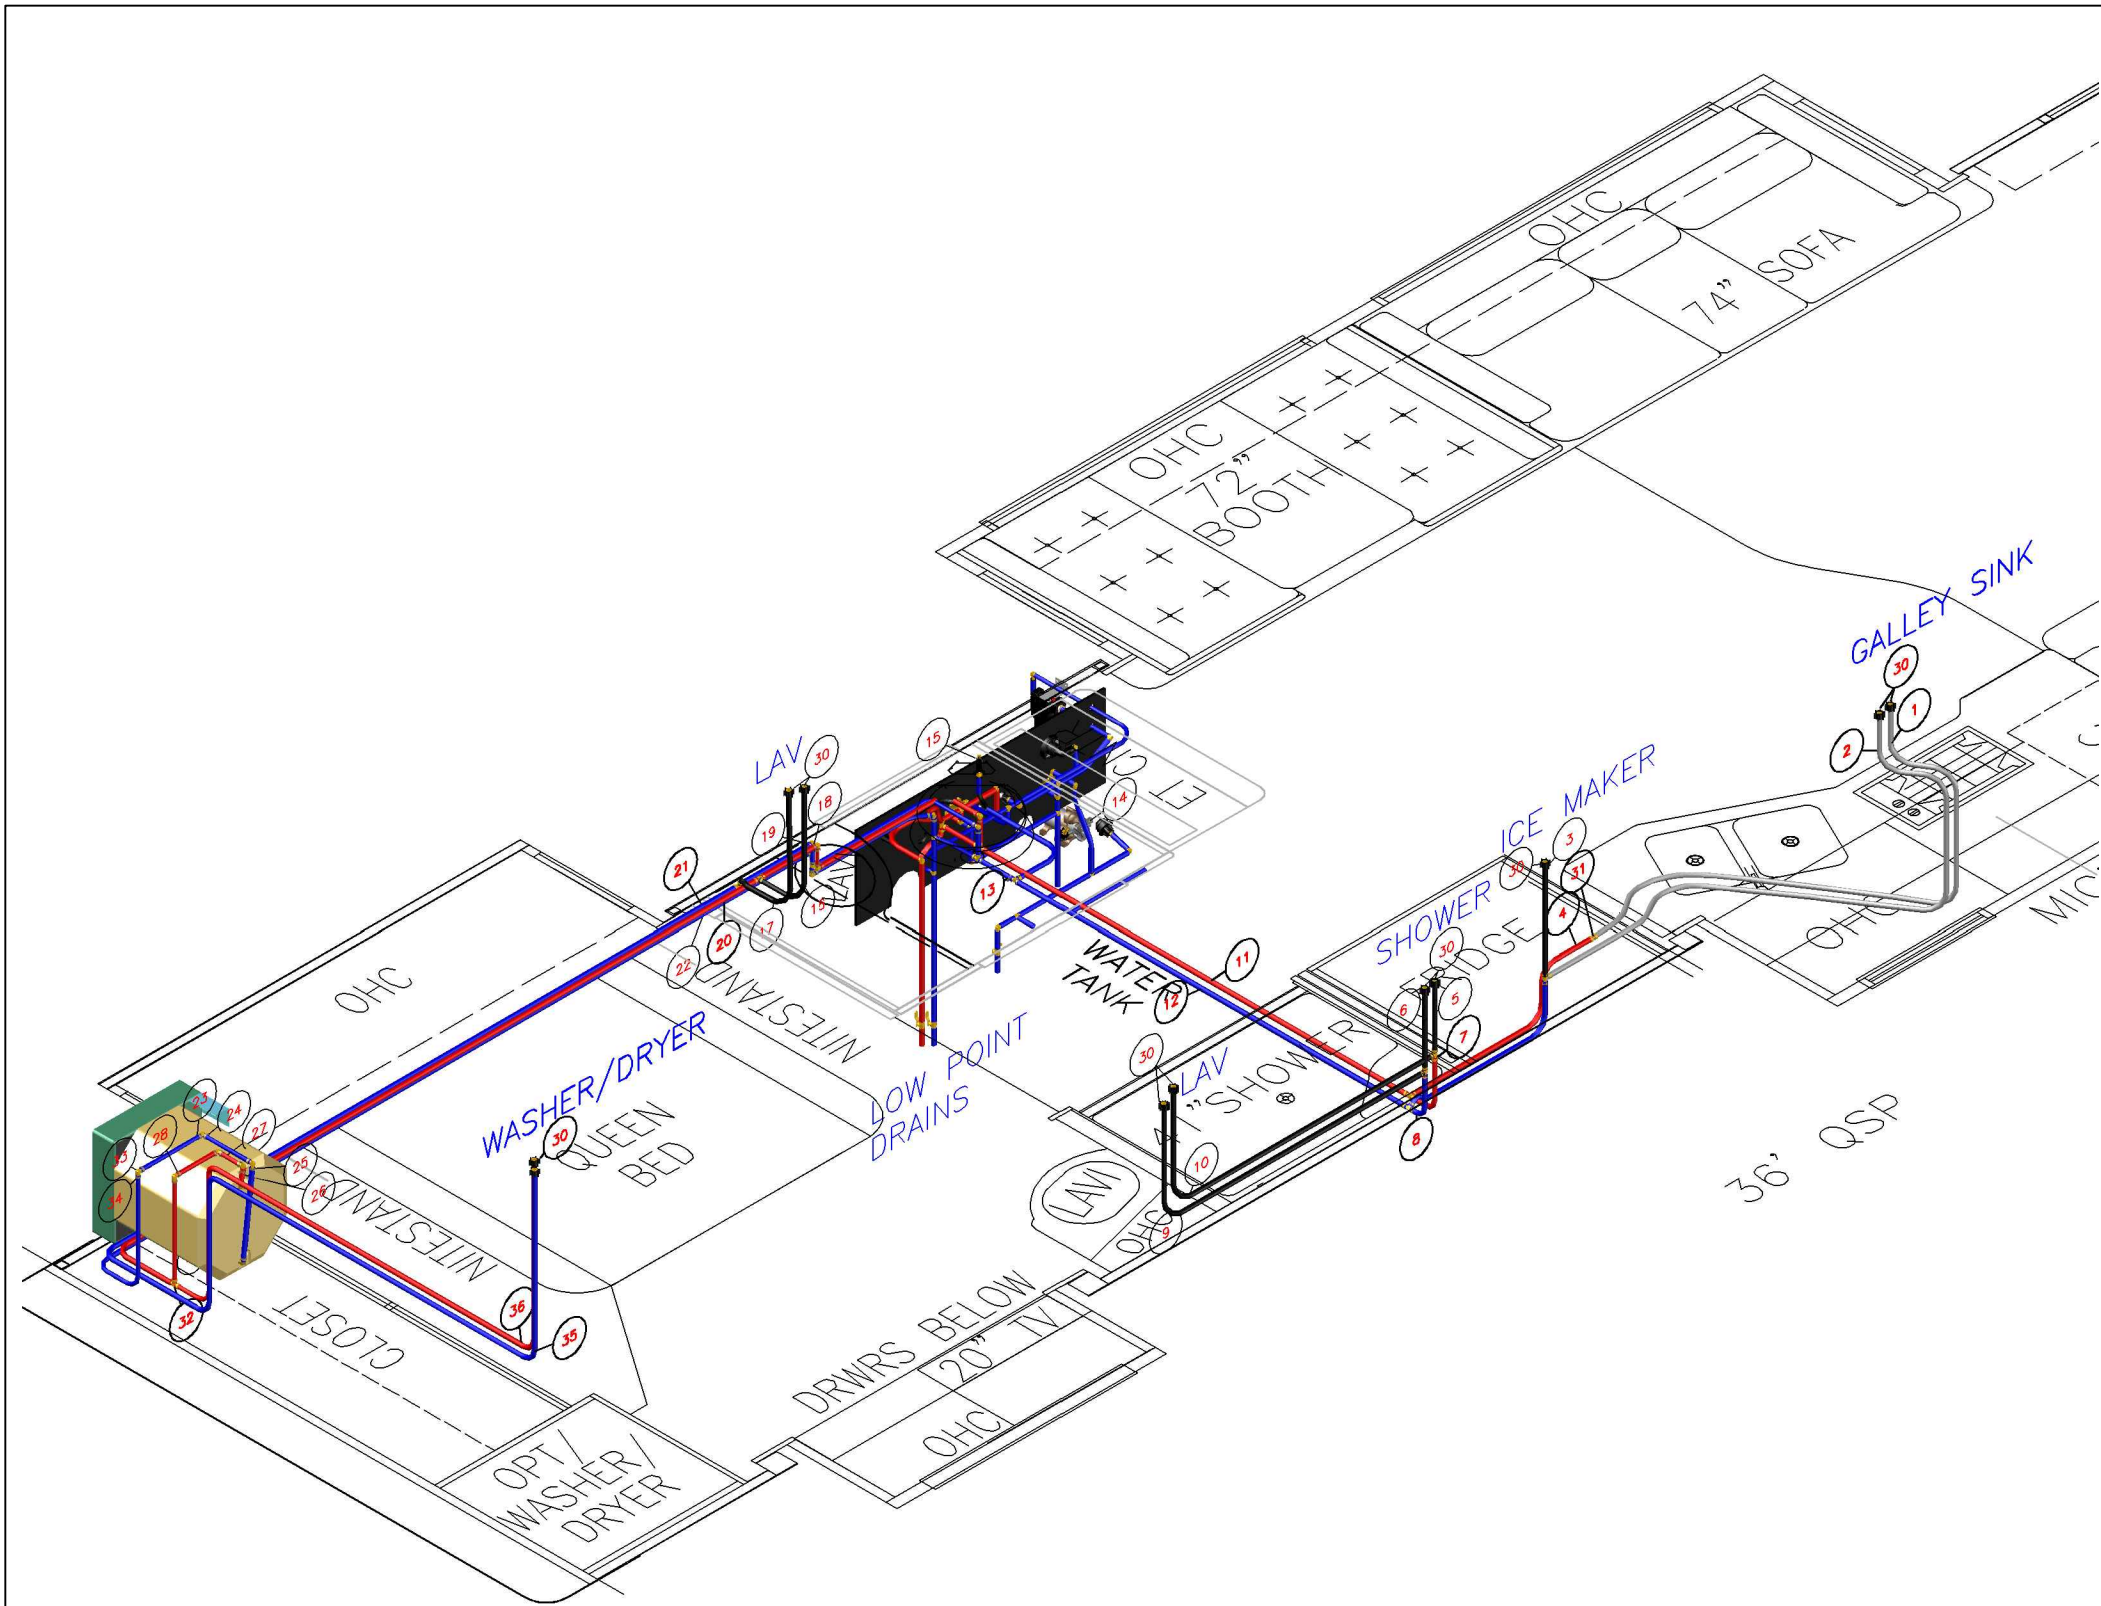 OHC
74” SOFA
OHC
72”
BOOTH
GALLEY SINK
30
1
2
ICE MAKER
3
30
31
4
SHOWER
30
5
6
7
8
FRIDGE
OHC
LAV
30
18
19
15
14
13
17
21
20
22
WATER
TANK
11
12
NITESTAND
LOW POINT
DRAINS
OHC
WASHER/DRYER
30
QUEEN
BED
30
LAV
41”SHOWER
10
9
LAV
OHC
36’ QSP
23
24
27
28
25
26
33
34
32
NITESTAND
36
35
CLOSET
DRWRS BELOW
20” TV
OHC
OPT/
WASHER/
DRYER